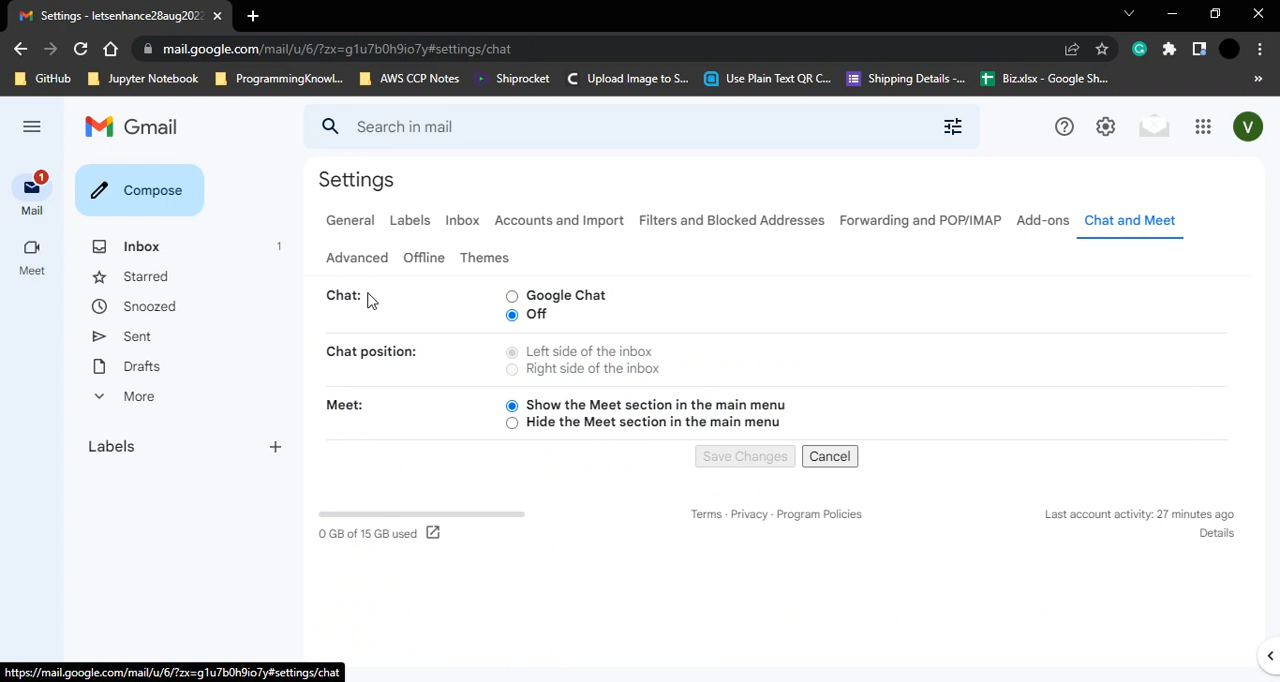 Settings - letsenhance28aug2022
mail.google.com/mail/u/6/?zx=g1u7b0h9io7y#settings/chat
GitHub Jupyter Notebook ProgrammingKnowl... AWS CCP Notes Shiprocket Upload Image to S... Use Plain Text QR C... Shipping Details -... Biz.xlsx - Google Sh... »
Gmail
Search in mail
V
1
Mail
Meet
Compose
Inbox 1
Starred
Snoozed
Sent
Drafts
More
Labels +
Settings
General Labels Inbox Accounts and Import Filters and Blocked Addresses Forwarding and POP/IMAP Add-ons Chat and Meet
Advanced Offline Themes
Chat: Google Chat
Off
Chat position: Left side of the inbox
Right side of the inbox
Meet: Show the Meet section in the main menu
Hide the Meet section in the main menu
Save Changes Cancel
0 GB of 15 GB used
Terms · Privacy · Program Policies
Last account activity: 27 minutes ago
Details
https://mail.google.com/mail/u/6/?zx=g1u7b0h9io7y#settings/chat